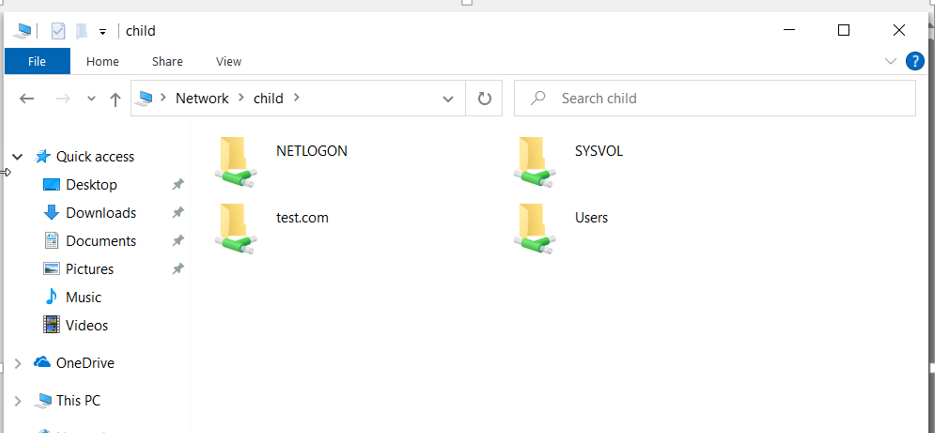 child
File Home Share View
Network child
Search child
Quick access
Desktop
Downloads
Documents
Pictures
Music
Videos
OneDrive
This PC
NETLOGON
SYSVOL
test.com
Users